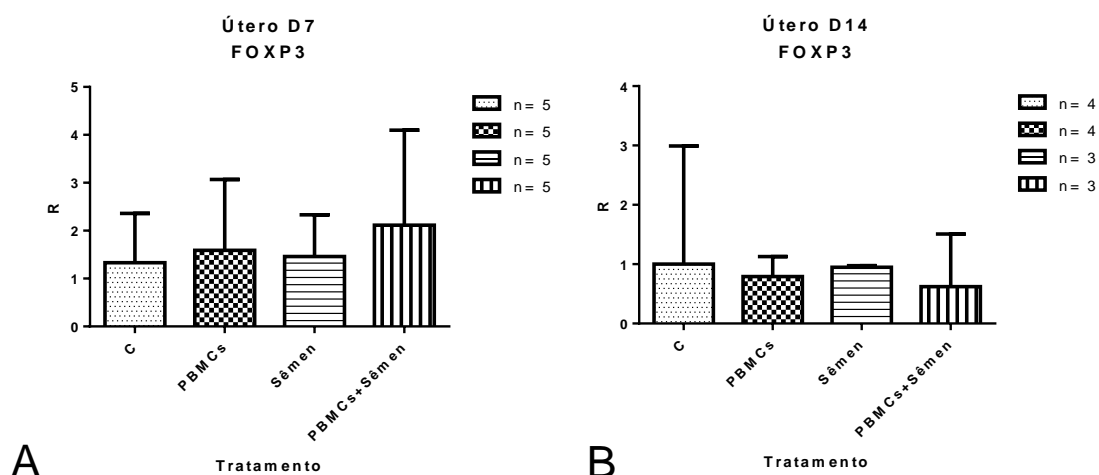 Útero D7
FOXP3
R
5
4
3
2
1
0
C
PBMCs
Sêmen
PBMCs+Sêmen
Tratamento
n= 5
n= 5
n= 5
n= 5
A
Útero D14
FOXP3
R
4
3
2
1
0
C
PBMCs
Sêmen
PBMCs+Sêmen
Tratamento
n= 4
n= 4
n= 3
n= 3
B